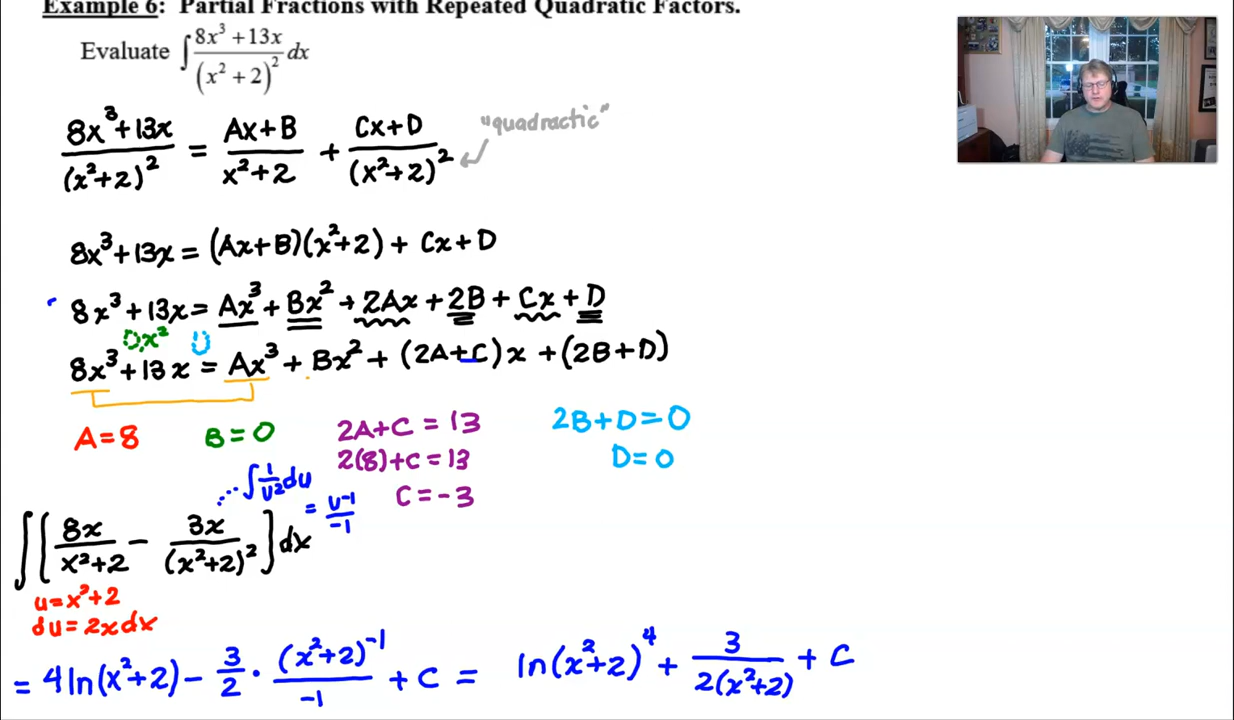 Example 6: Partial Fractions with Repeated Quadratic Factors.
Evaluate ∫ (8x³ + 13x)/(x² + 2)² dx
(8x³+13x)/(x²+2)² = (Ax+B)/(x²+2) + (Cx+D)/(x²+2)² "quadractic"
8x³+13x = (Ax+B)(x²+2) + Cx+D
8x³+13x = Ax³ + Bx² + 2Ax + 2B + Cx + D
0x² 0
8x³+13x = Ax³ + Bx² + (2A+C)x + (2B+D)
A=8 B=0 2A+C=13 2B+D=0
2(8)+C=13 D=0
C=-3
∫ 1/u² du = u⁻¹/-1
∫[8x/(x²+2) - 3x/(x²+2)²]dx
u=x²+2
du=2xdx
= 4ln(x²+2) - 3/2 · (x²+2)⁻¹/-1 + C = ln(x²+2)⁴ + 3/(2(x²+2)) + C